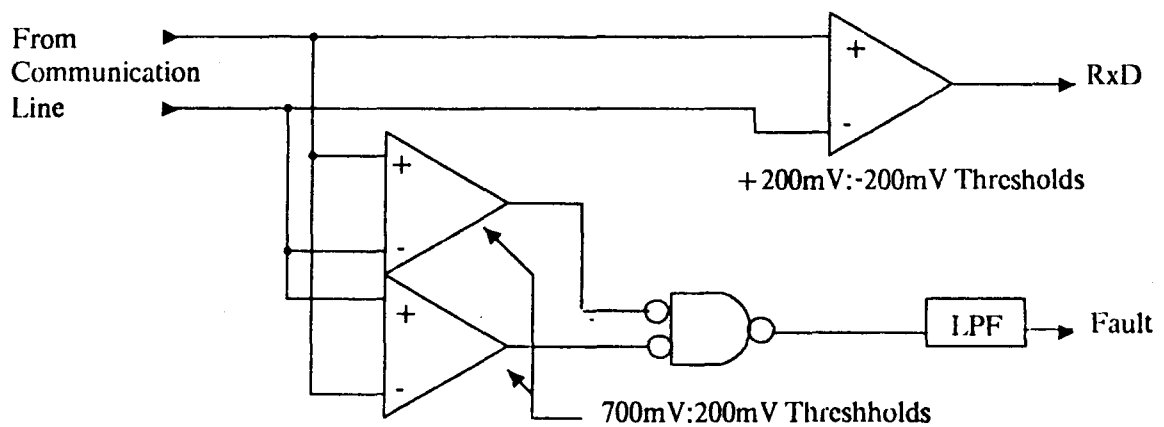 From
Communication
Line
+
-
RxD
+200mV:-200mV Thresholds
+
-
+
-
LPF
Fault
700mV:200mV Threshholds